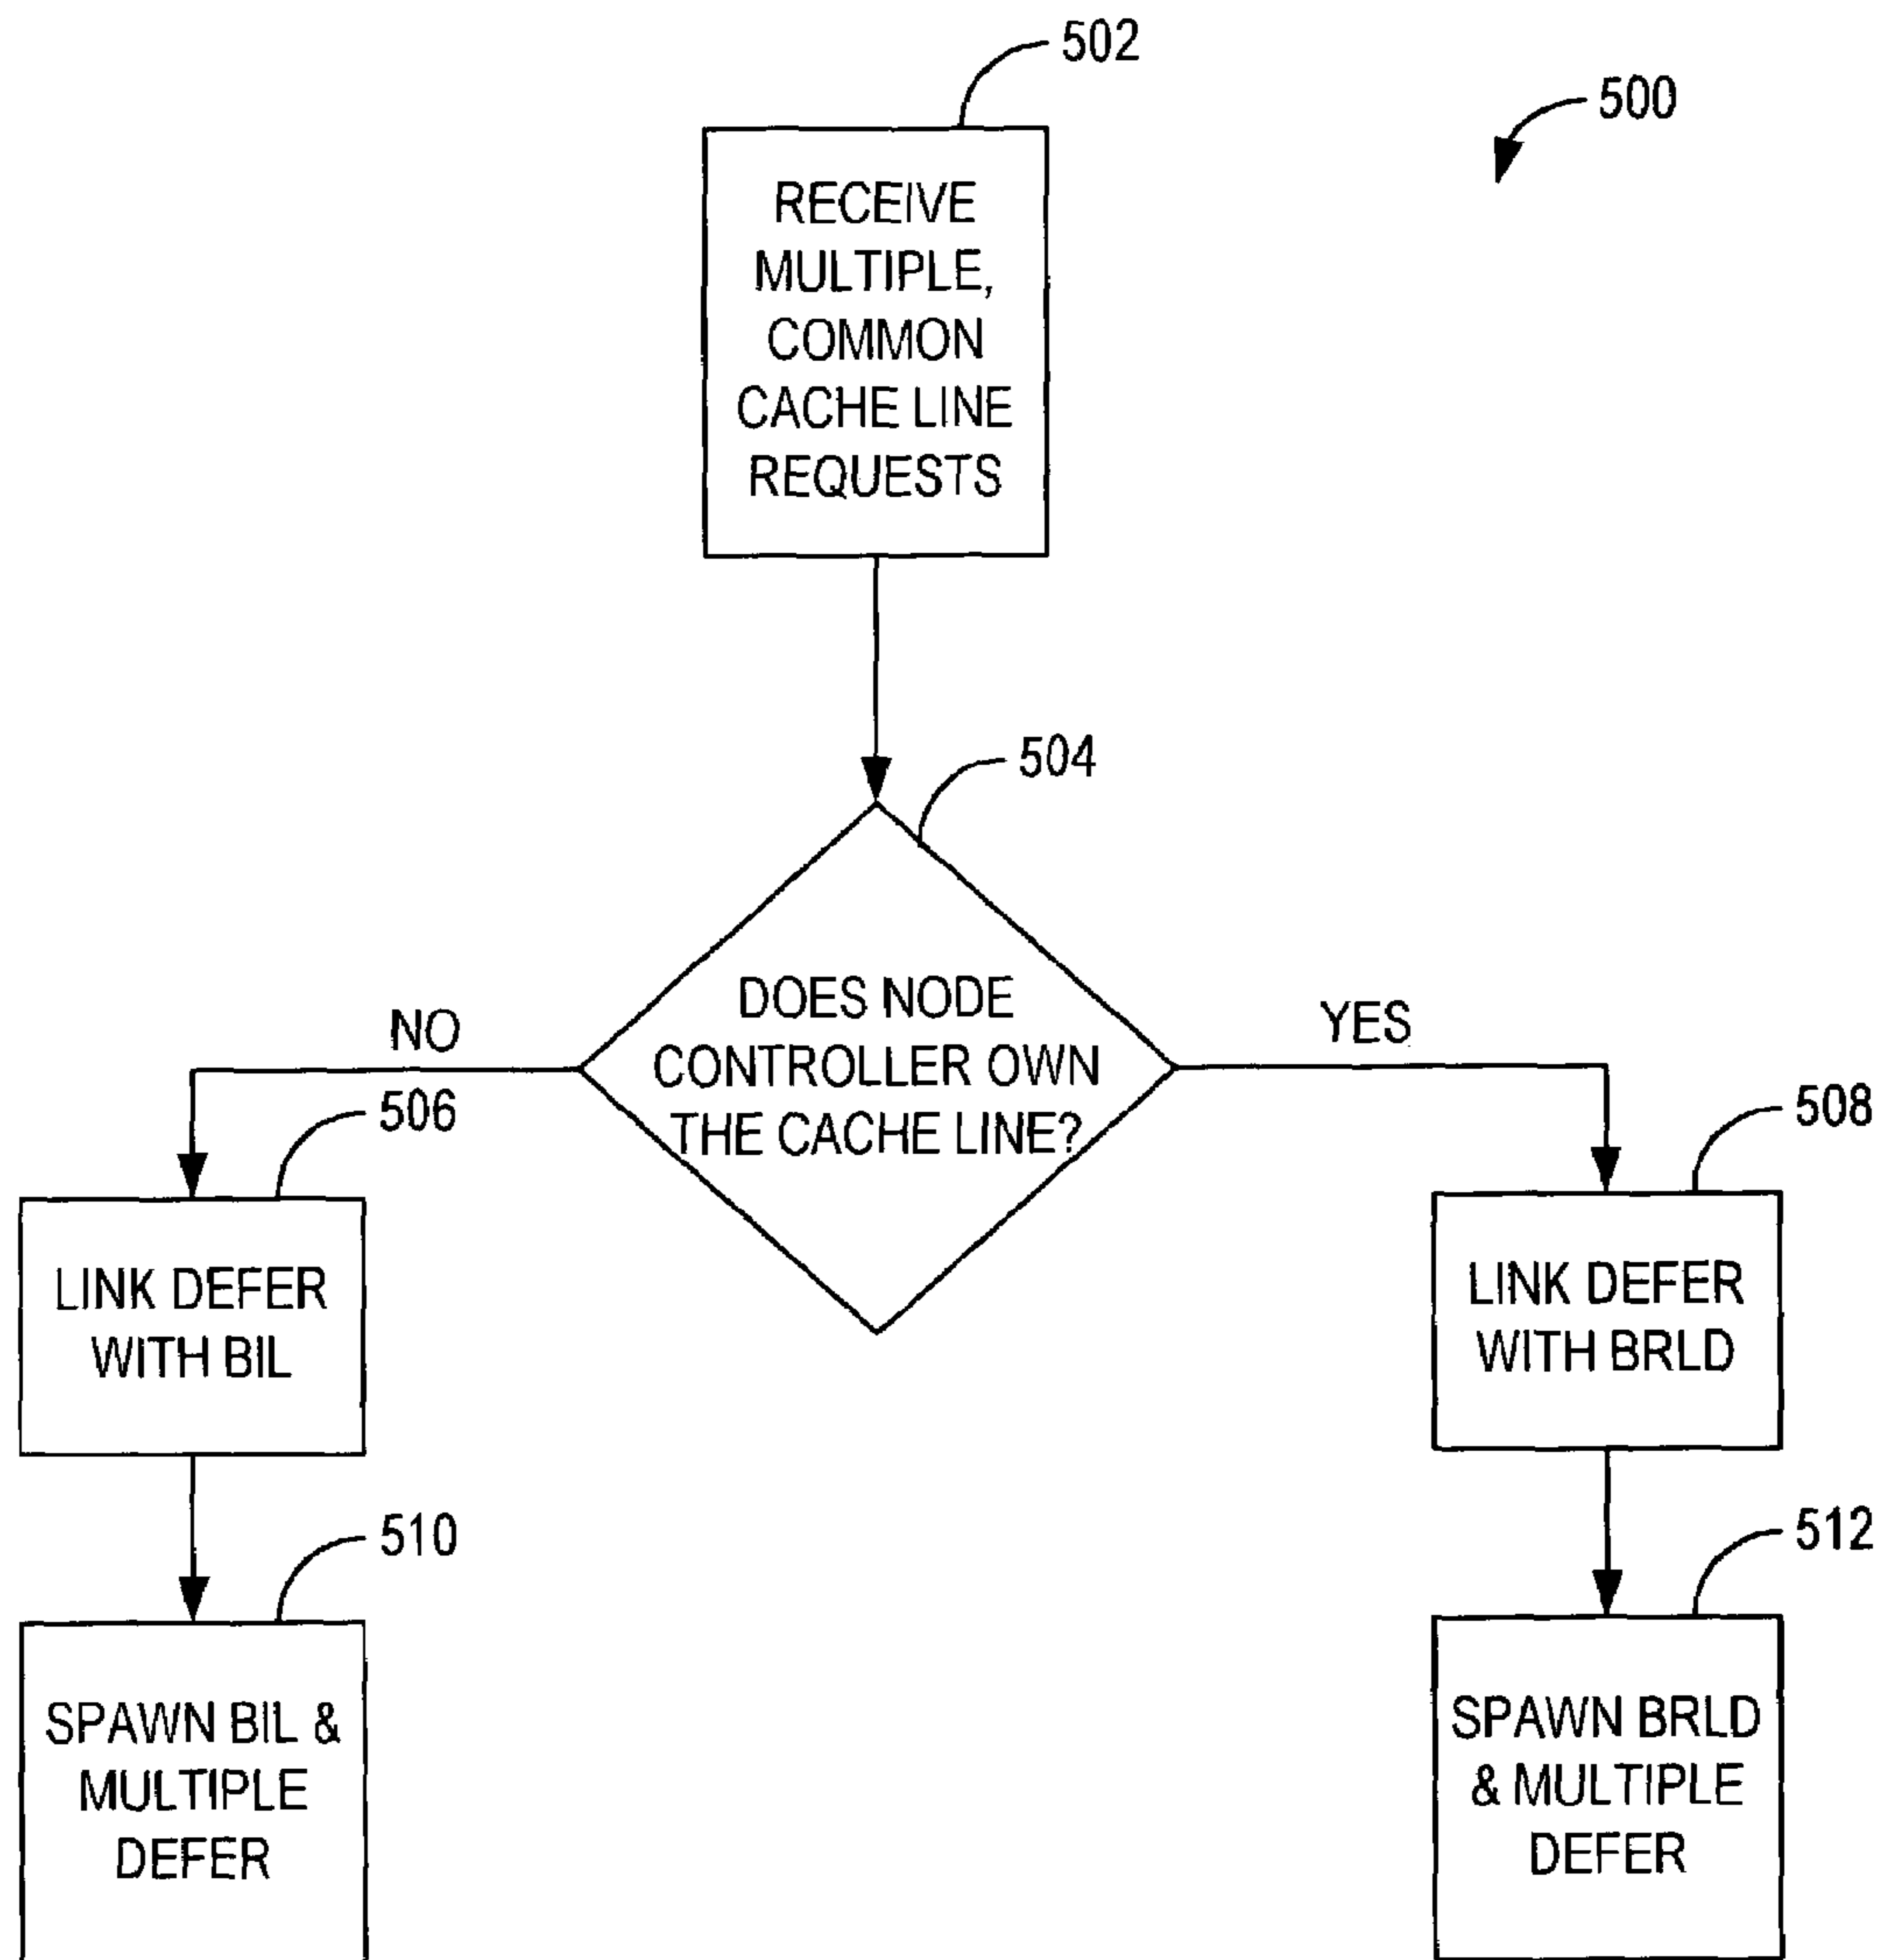 502
500
RECEIVE
MULTIPLE,
COMMON
CACHE LINE
REQUESTS
504
DOES NODE
CONTROLLER OWN
THE CACHE LINE?
NO
YES
506
508
LINK DEFER
WITH BIL
LINK DEFER
WITH BRLD
510
512
SPAWN BIL &
MULTIPLE
DEFER
SPAWN BRLD
& MULTIPLE
DEFER